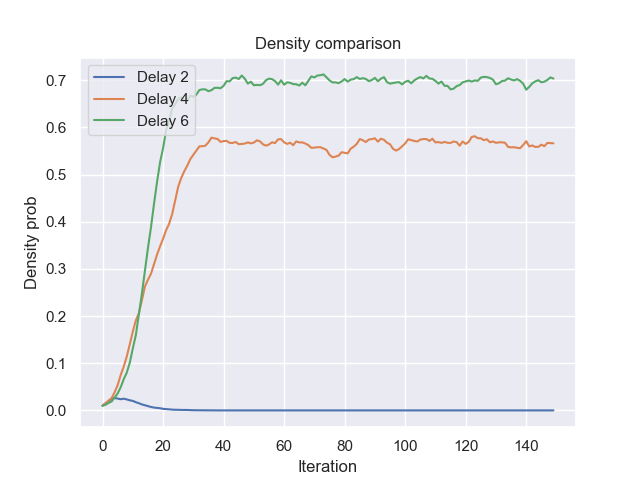 Density comparison
Delay 2
Delay 4
Delay 6
Density prob
0.7
0.6
0.5
0.4
0.3
0.2
0.1
0.0
0 20 40 60 80 100 120 140
Iteration